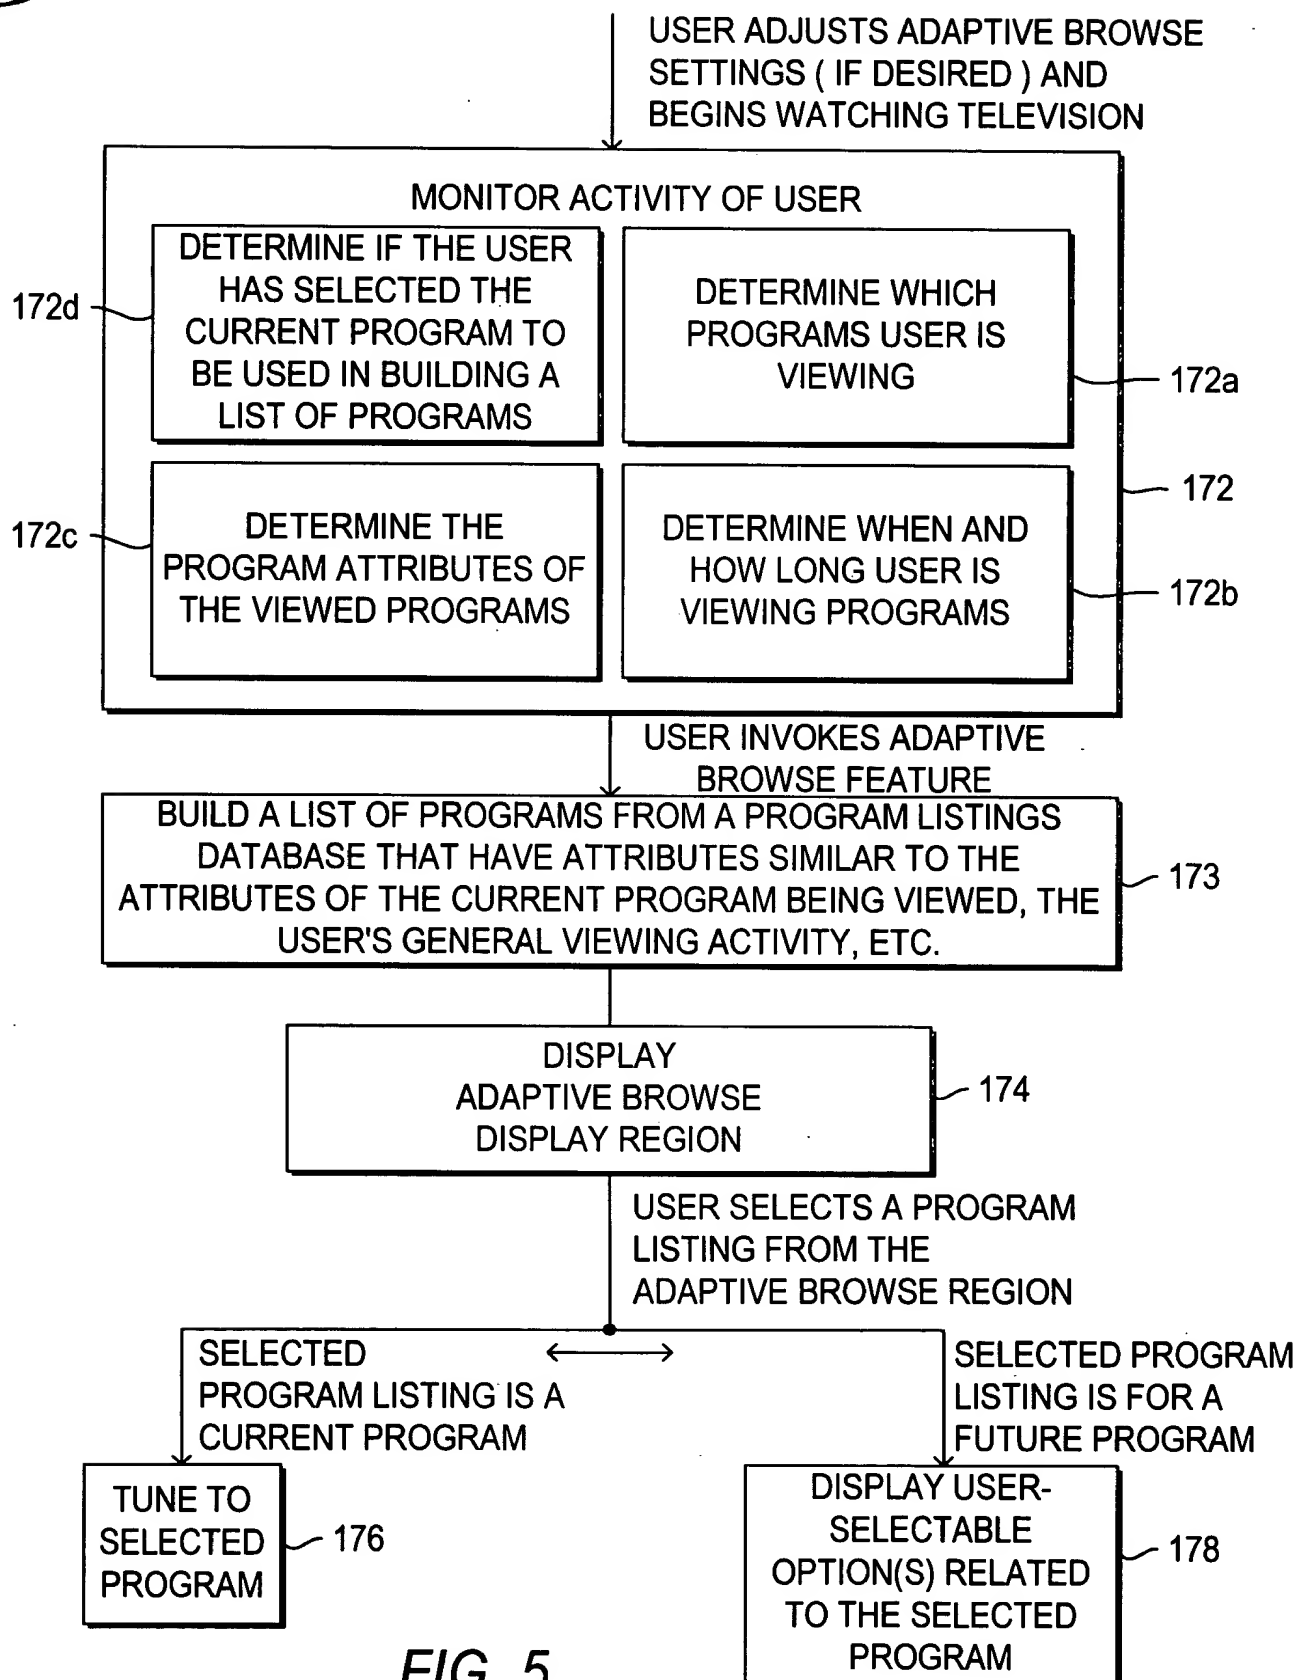 USER ADJUSTS ADAPTIVE BROWSE
SETTINGS ( IF DESIRED ) AND
BEGINS WATCHING TELEVISION
MONITOR ACTIVITY OF USER
172d
DETERMINE IF THE USER
HAS SELECTED THE
CURRENT PROGRAM TO
BE USED IN BUILDING A
LIST OF PROGRAMS
DETERMINE WHICH
PROGRAMS USER IS
VIEWING
172a
172
172c
DETERMINE THE
PROGRAM ATTRIBUTES OF
THE VIEWED PROGRAMS
DETERMINE WHEN AND
HOW LONG USER IS
VIEWING PROGRAMS
172b
USER INVOKES ADAPTIVE
BROWSE FEATURE
BUILD A LIST OF PROGRAMS FROM A PROGRAM LISTINGS
DATABASE THAT HAVE ATTRIBUTES SIMILAR TO THE
ATTRIBUTES OF THE CURRENT PROGRAM BEING VIEWED, THE
USER'S GENERAL VIEWING ACTIVITY, ETC.
173
DISPLAY
ADAPTIVE BROWSE
DISPLAY REGION
174
USER SELECTS A PROGRAM
LISTING FROM THE
ADAPTIVE BROWSE REGION
SELECTED
PROGRAM LISTING IS A
CURRENT PROGRAM
SELECTED PROGRAM
LISTING IS FOR A
FUTURE PROGRAM
TUNE TO
SELECTED
PROGRAM
176
DISPLAY USER-
SELECTABLE
OPTION(S) RELATED
TO THE SELECTED
PROGRAM
178
FIG. 5